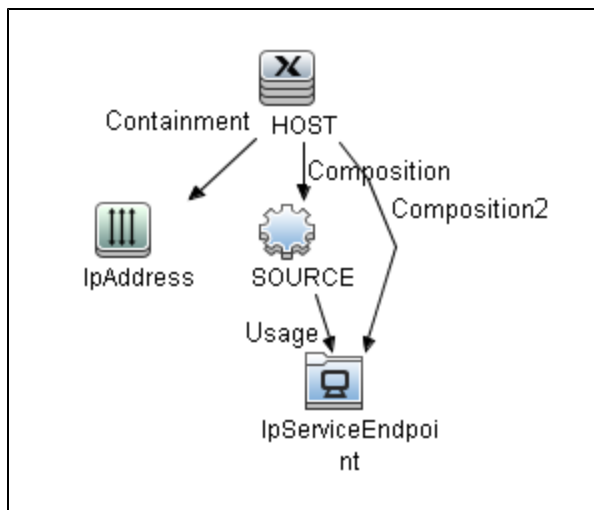 Containment
HOST
Composition
Composition2
IpAddress
SOURCE
Usage
IpServiceEndpoi
nt